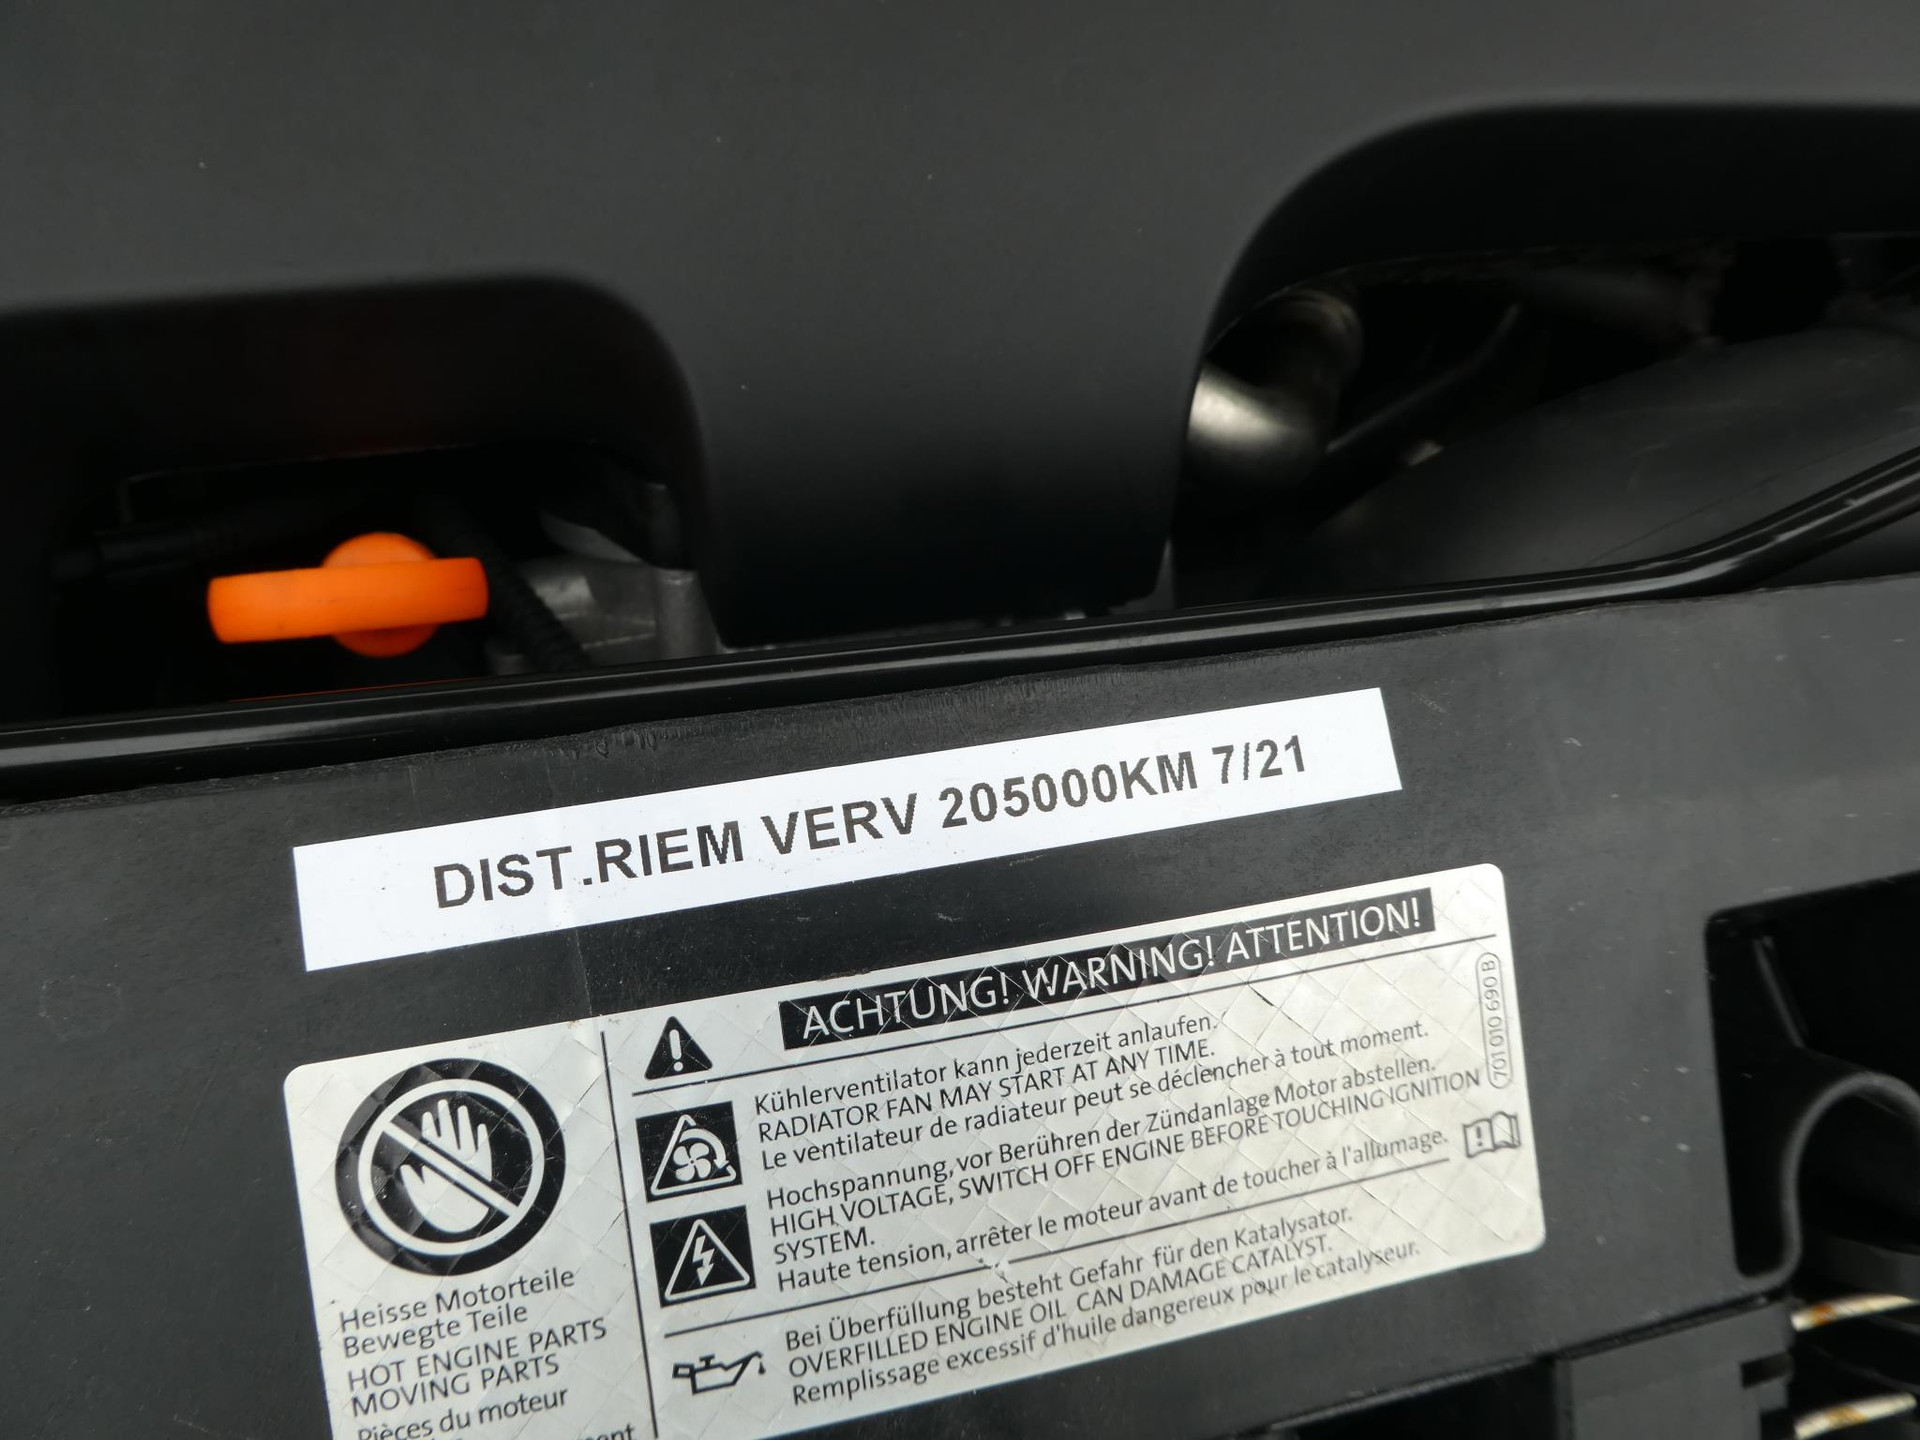 DIST.RIEM VERV 205000KM 7/21
ACHTUNG! WARNING! ATTENTION!
Kühlerventilator kann jederzeit anlaufen.
RADIATOR FAN MAY START AT ANY TIME.
Le ventilateur de radiateur peut se déclencher à tout moment.
Hochspannung, vor Berühren der Zündanlage Motor abstellen.
HIGH VOLTAGE, SWITCH OFF ENGINE BEFORE TOUCHING IGNITION
SYSTEM.
Haute tension, arrêter le moteur avant de toucher à l'allumage.
Bei Überfüllung besteht Gefahr für den Katalysator.
OVERFILLED ENGINE OIL CAN DAMAGE CATALYST.
Remplissage excessif d'huile dangereux pour le catalyseur.
701 010 690 B
Heisse Motorteile
Bewegte Teile
HOT ENGINE PARTS
MOVING PARTS
Pièces du moteur